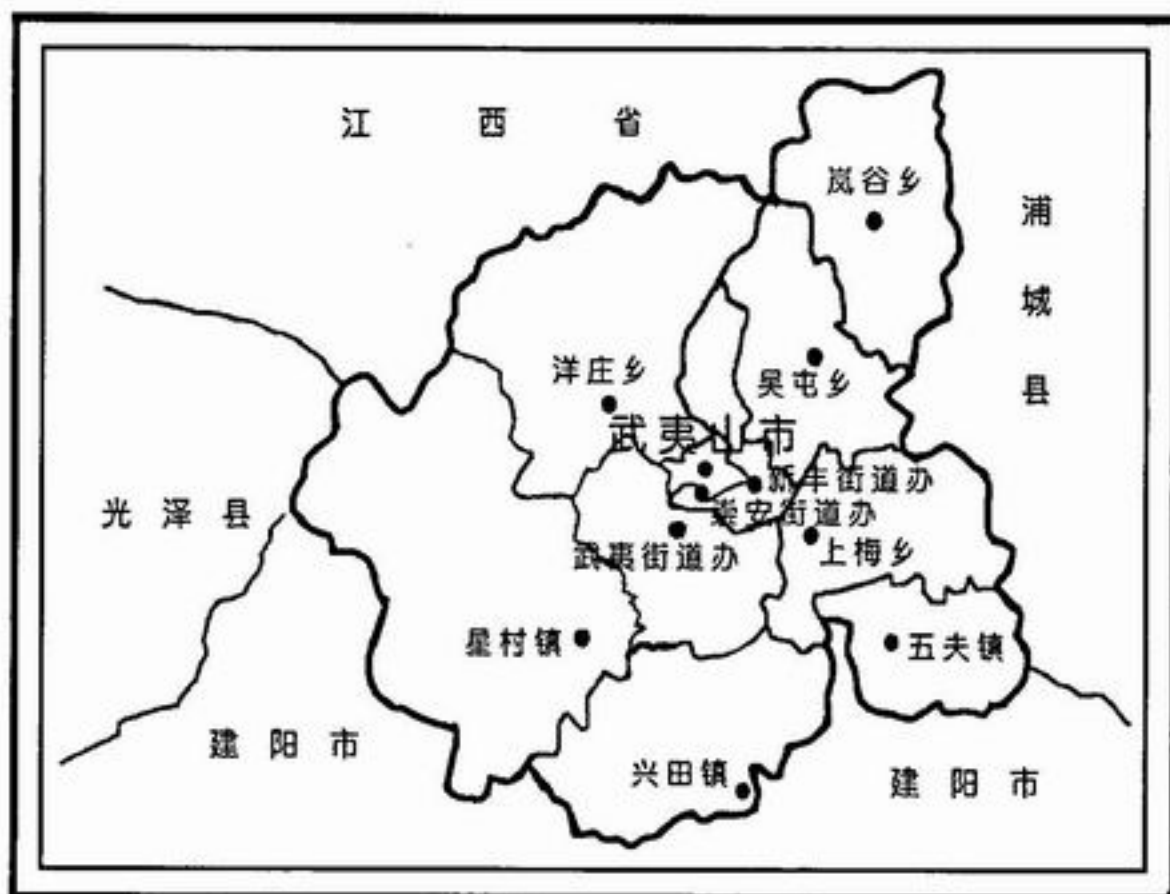 江西省
岚谷乡
浦城县
洋庄乡
吴屯乡
武夷山市
新丰街道办
崇安街道办
光泽县
武夷街道办
上梅乡
星村镇
五夫镇
建阳市
兴田镇
建阳市